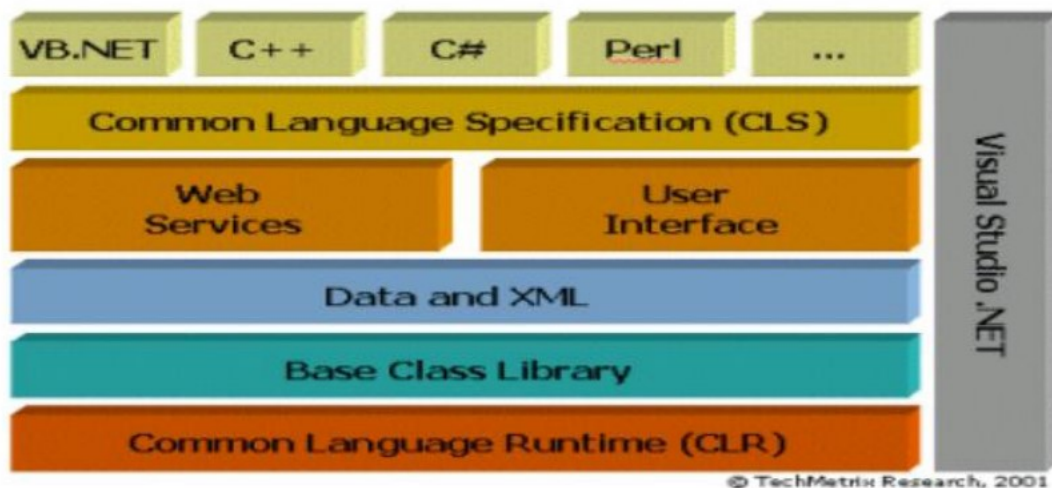 VB.NET C++ C# Perl ...
Common Language Specification (CLS)
Web
Services
User
Interface
Data and XML
Base Class Library
Common Language Runtime (CLR)
Visual Studio .NET
© TechMetrix Research, 2001